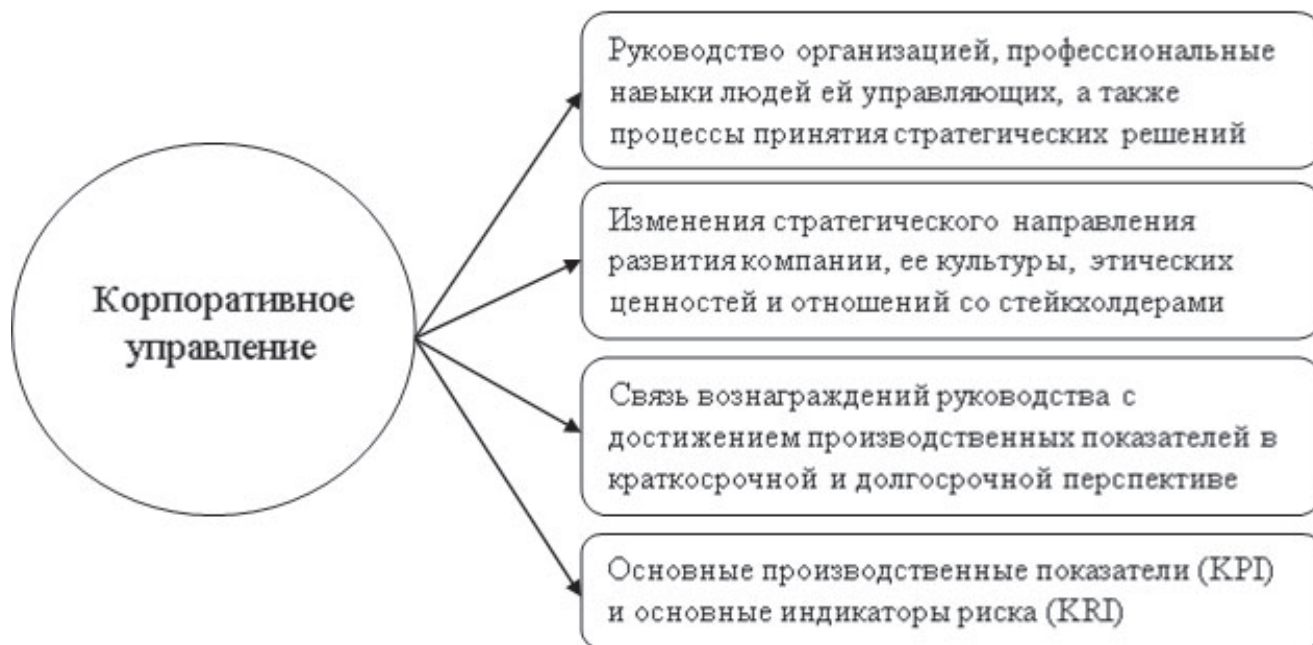 Корпоративное
управление
Руководство организацией, профессиональные
навыки людей ей управляющих, а также
процессы принятия стратегических решений
Изменения стратегического направления
развития компании, ее культуры, этических
ценностей и отношений со стейкхолдерами
Связь вознаграждений руководства с
достижением производственных показателей в
краткосрочной и долгосрочной перспективе
Основные производственные показатели (KPI)
и основные индикаторы риска (KRI)